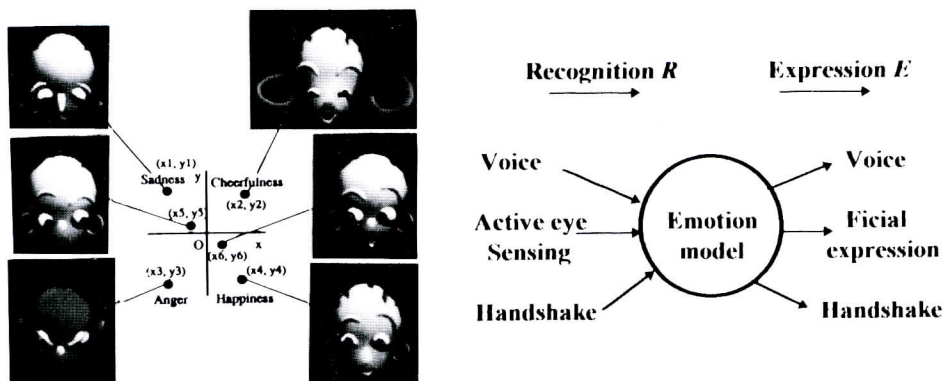 (x1, y1)
Sadness
y
Cheerfulness
(x2, y2)
(x5, y5)
O
x
(x6, y6)
(x3, y3)
(x4, y4)
Anger
Happiness
Recognition R
Expression E
Voice
Active eye
Sensing
Handshake
Emotion
model
Voice
Ficial
expression
Handshake